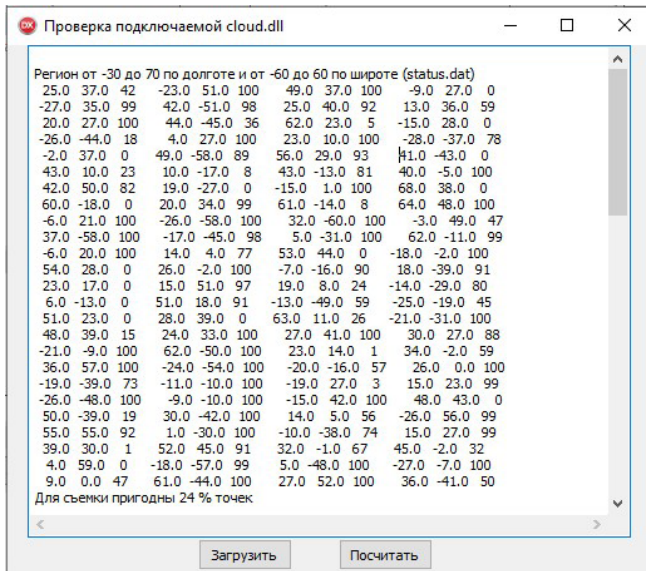 DX Проверка подключаемой cloud.dll
Регион от -30 до 70 по долготе и от -60 до 60 по широте (status.dat)
25.0 37.0 42 -23.0 51.0 100 49.0 37.0 100 -9.0 27.0 0
-27.0 35.0 99 42.0 -51.0 98 25.0 40.0 92 13.0 36.0 59
20.0 27.0 100 44.0 -45.0 36 62.0 23.0 5 -15.0 28.0 0
-26.0 -44.0 18 4.0 27.0 100 23.0 10.0 100 -28.0 -37.0 78
-2.0 37.0 0 49.0 -58.0 89 56.0 29.0 93 41.0 -43.0 0
43.0 10.0 23 10.0 -17.0 8 43.0 -13.0 81 40.0 -5.0 100
42.0 50.0 82 19.0 -27.0 0 -15.0 1.0 100 68.0 38.0 0
60.0 -18.0 0 20.0 34.0 99 61.0 -14.0 8 64.0 48.0 100
-6.0 21.0 100 -26.0 -58.0 100 32.0 -60.0 100 -3.0 49.0 47
37.0 -58.0 100 -17.0 -45.0 98 5.0 -31.0 100 62.0 -11.0 99
-6.0 20.0 100 14.0 4.0 77 53.0 44.0 0 -18.0 -2.0 100
54.0 28.0 0 26.0 -2.0 100 -7.0 -16.0 90 18.0 -39.0 91
23.0 17.0 0 15.0 51.0 97 19.0 8.0 24 -14.0 -29.0 80
6.0 -13.0 0 51.0 18.0 91 -13.0 -49.0 59 -25.0 -19.0 45
51.0 23.0 0 28.0 39.0 0 63.0 11.0 26 -21.0 -31.0 100
48.0 39.0 15 24.0 33.0 100 27.0 41.0 100 30.0 27.0 88
-21.0 -9.0 100 62.0 -50.0 100 23.0 14.0 1 34.0 -2.0 59
36.0 57.0 100 -24.0 -54.0 100 -20.0 -16.0 57 26.0 0.0 100
-19.0 -39.0 73 -11.0 -10.0 100 -19.0 27.0 3 15.0 23.0 99
-26.0 -48.0 100 -9.0 -10.0 100 -15.0 42.0 100 48.0 43.0 0
50.0 -39.0 19 30.0 -42.0 100 14.0 5.0 56 -26.0 56.0 99
55.0 55.0 92 1.0 -30.0 100 -10.0 -38.0 74 15.0 27.0 99
39.0 30.0 1 52.0 45.0 91 32.0 -1.0 67 45.0 -2.0 32
4.0 59.0 0 -18.0 -57.0 99 5.0 -48.0 100 -27.0 -7.0 100
9.0 0.0 47 61.0 -44.0 100 27.0 52.0 100 36.0 -41.0 50
Для съемки пригодны 24 % точек
Загрузить Посчитать